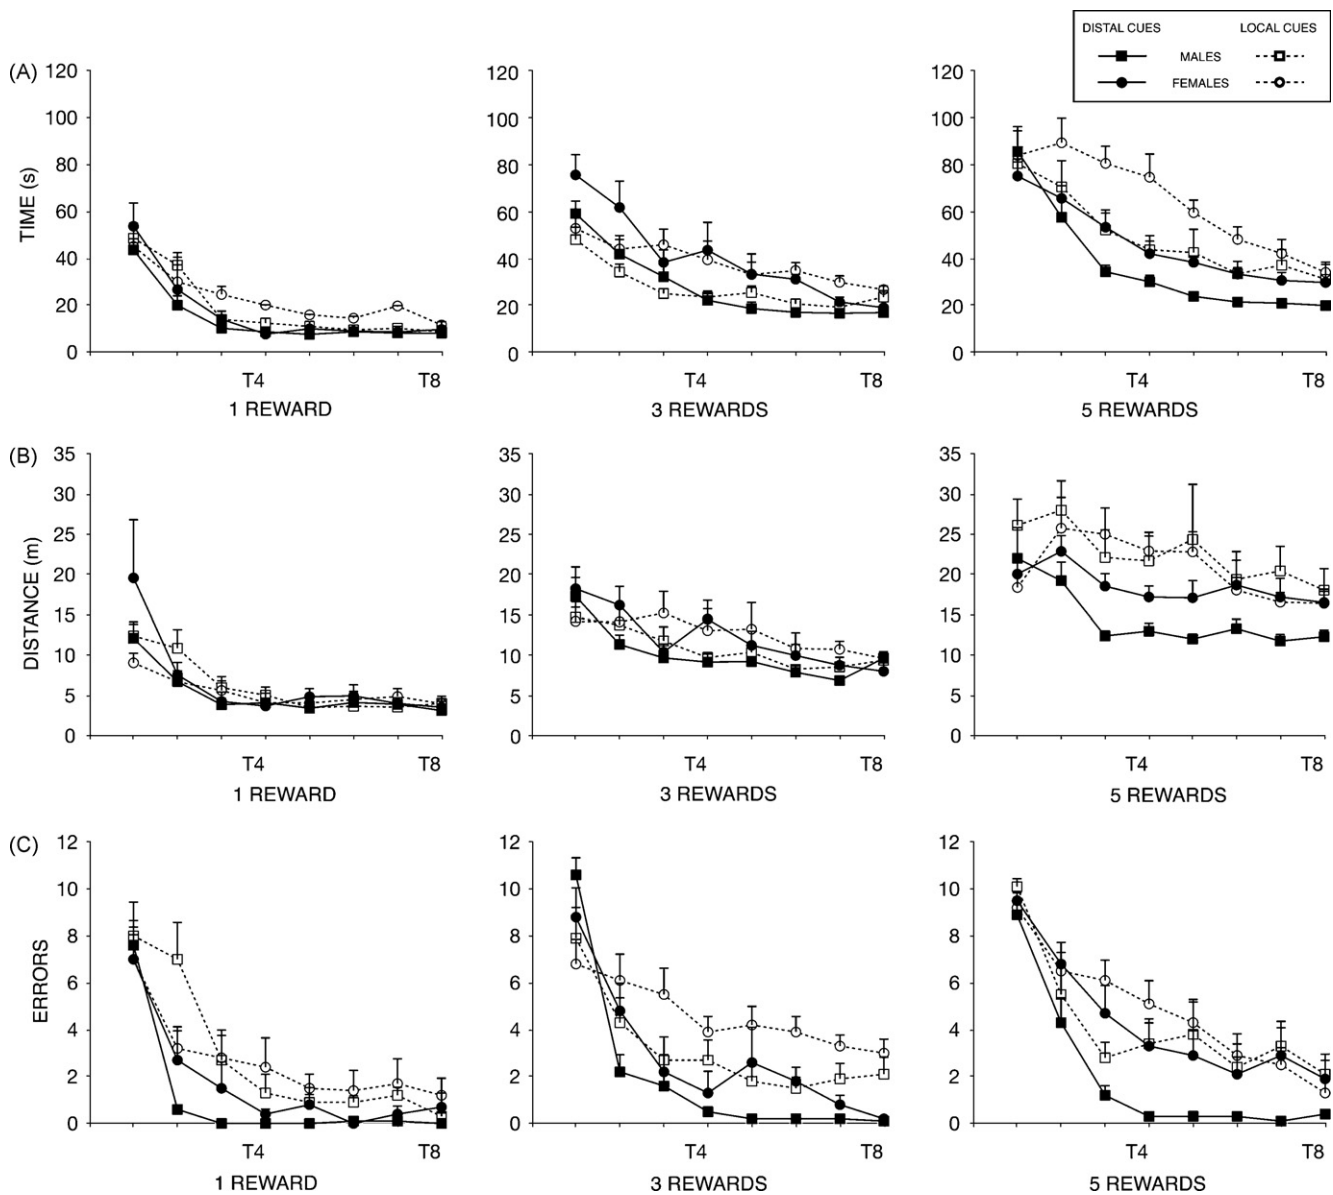 DISTAL CUES LOCAL CUES
MALES
FEMALES
(A)
TIME (s)
120 120 120
100 100 100
80 80 80
60 60 60
40 40 40
20 20 20
0 0 0
T4 T8 T4 T8 T4 T8
1 REWARD 3 REWARDS 5 REWARDS
(B)
DISTANCE (m)
35 35 35
30 30 30
25 25 25
20 20 20
15 15 15
10 10 10
5 5 5
0 0 0
T4 T8 T4 T8 T4 T8
1 REWARD 3 REWARDS 5 REWARDS
(C)
ERRORS
12 12 12
10 10 10
8 8 8
6 6 6
4 4 4
2 2 2
0 0 0
T4 T8 T4 T8 T4 T8
1 REWARD 3 REWARDS 5 REWARDS